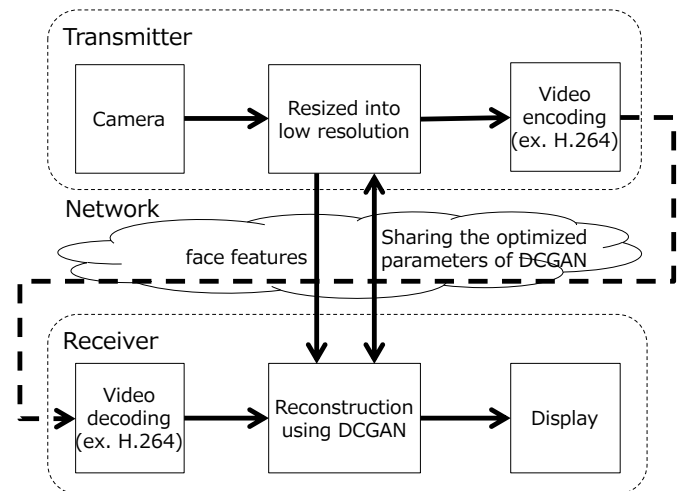 Transmitter
Camera
Resized into
low resolution
Video
encoding
(ex. H.264)
Network
face features
Sharing the optimized
parameters of DCGAN
Receiver
Video
decoding
(ex. H.264)
Reconstruction
using DCGAN
Display